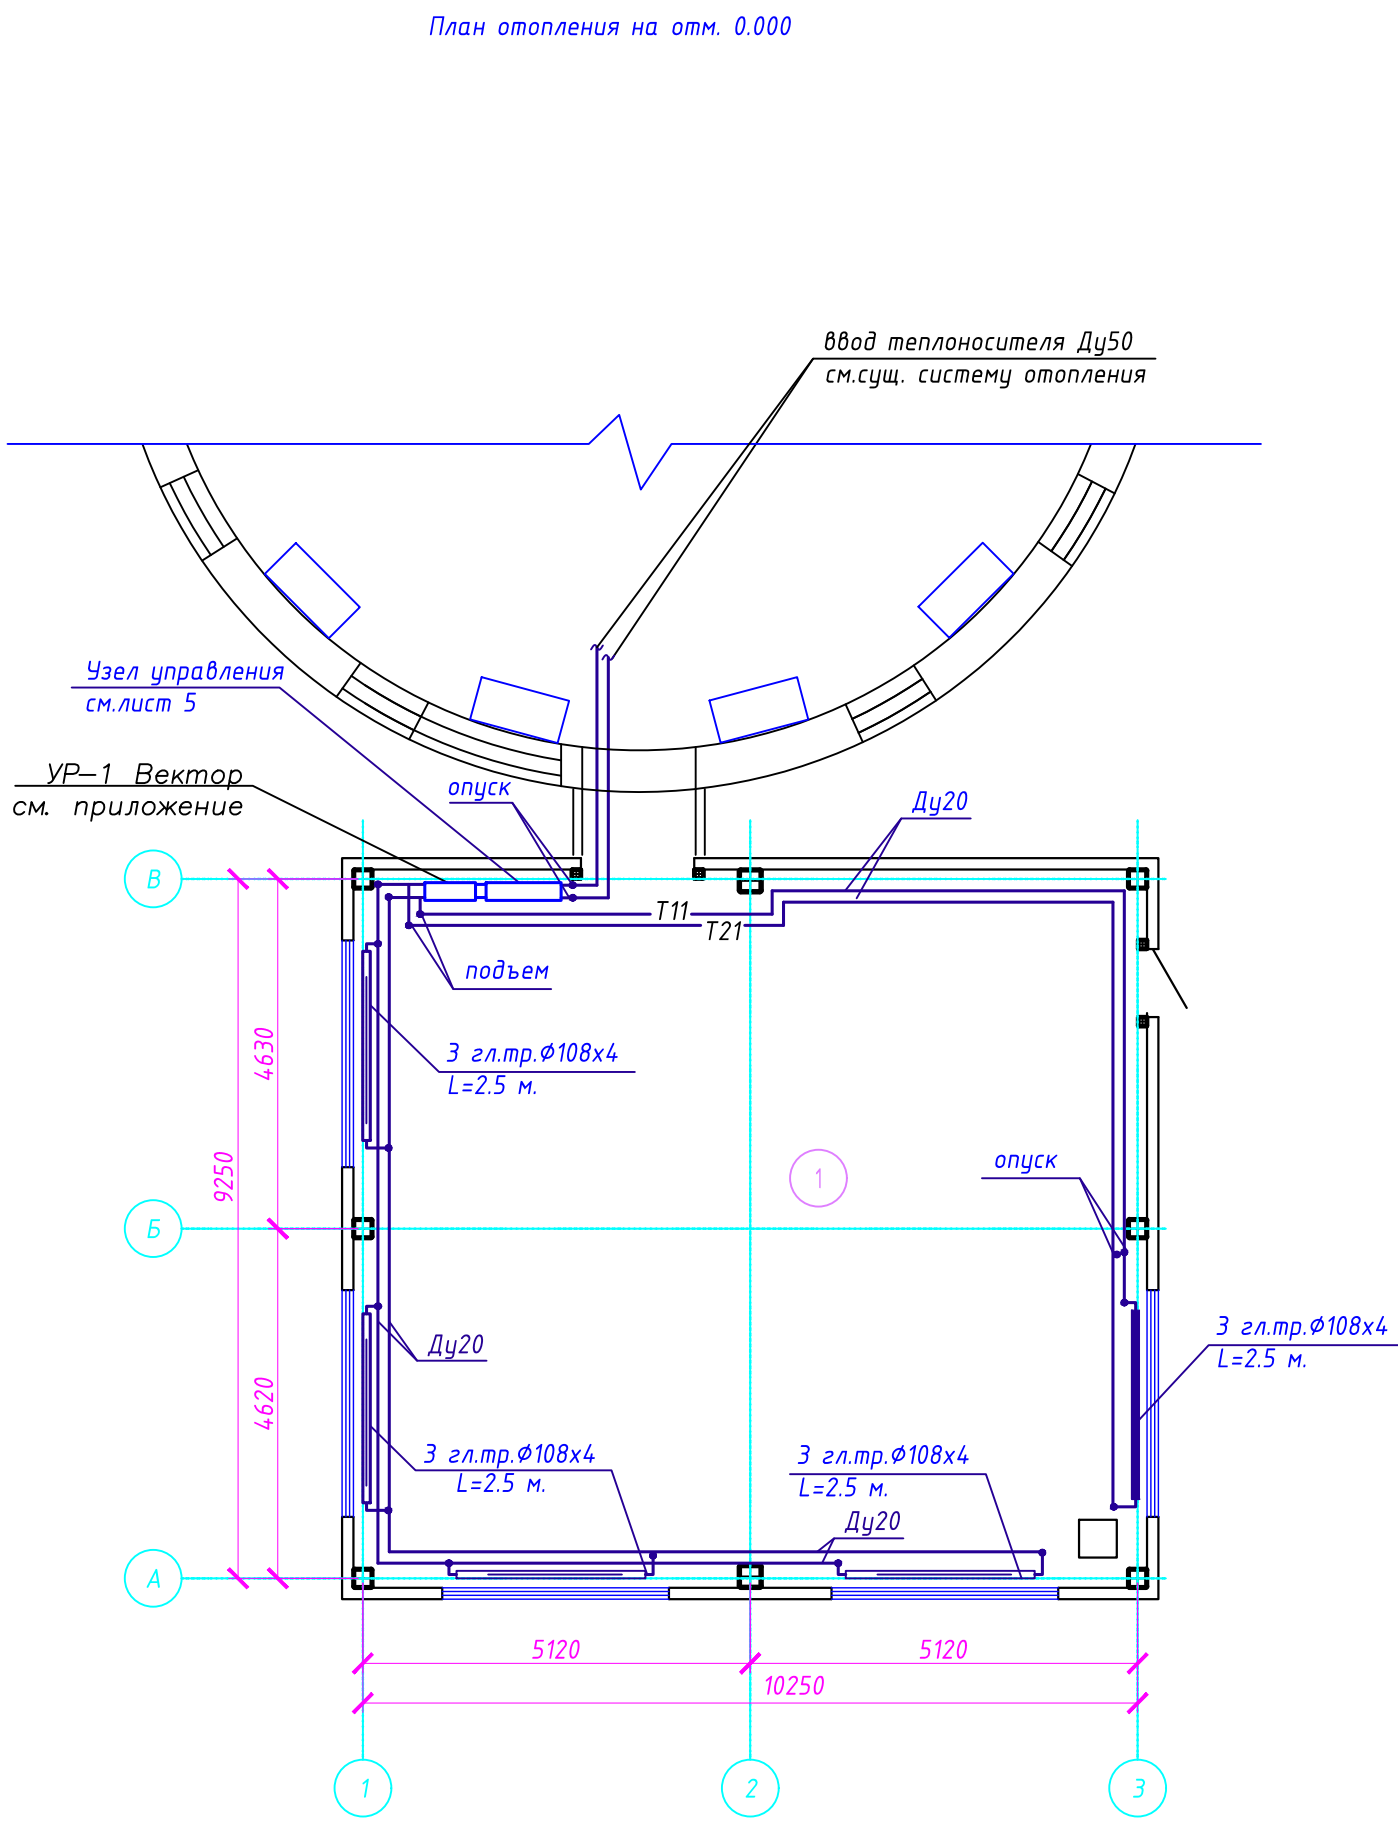 План отопления на отм. 0.000
ввод теплоносителя Ду50
см.сущ. систему отопления
Узел управления
см.лист 5
УР-1 Вектор
см. приложение
опуск
Ду20
В
Т11
Т21
подъем
3 гл.тр.Ф108х4
L=2.5 м.
4630
9250
1
опуск
Б
3 гл.тр.Ф108х4
L=2.5 м.
Ду20
4620
3 гл.тр.Ф108х4
L=2.5 м.
3 гл.тр.Ф108х4
L=2.5 м.
Ду20
А
5120
5120
10250
1
2
3